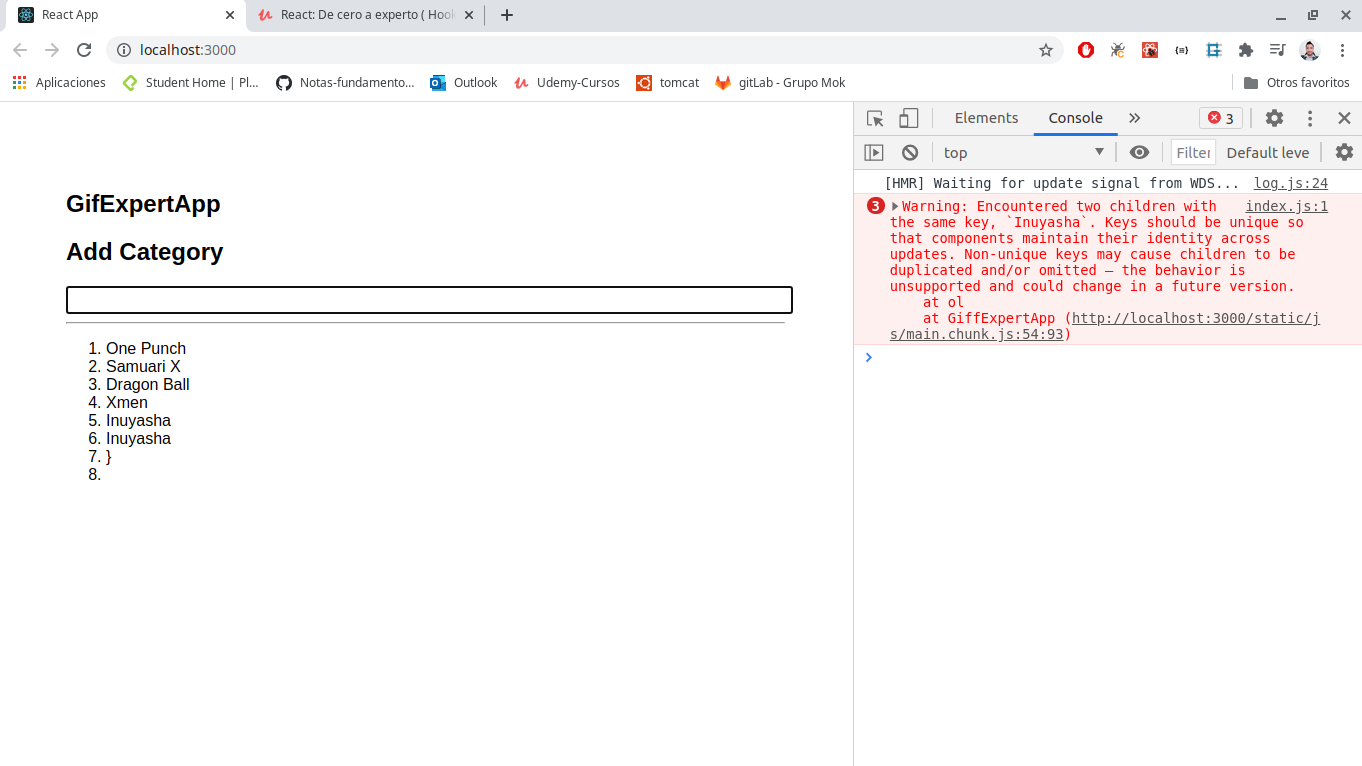 React App
React: De cero a experto ( Hook
localhost:3000
Aplicaciones
Student Home | Pl...
Notas-fundamento...
Outlook
Udemy-Cursos
tomcat
gitLab - Grupo Mok
Otros favoritos
Elements
Console
3
top
Filter
Default leve
[HMR] Waiting for update signal from WDS... log.js:24
3 Warning: Encountered two children with index.js:1
the same key, `Inuyasha`. Keys should be unique so
that components maintain their identity across
updates. Non-unique keys may cause children to be
duplicated and/or omitted — the behavior is
unsupported and could change in a future version.
at ol
at GiffExpertApp (http://localhost:3000/static/j
s/main.chunk.js:54:93)
GifExpertApp
Add Category
1. One Punch
2. Samuari X
3. Dragon Ball
4. Xmen
5. Inuyasha
6. Inuyasha
7. }
8.